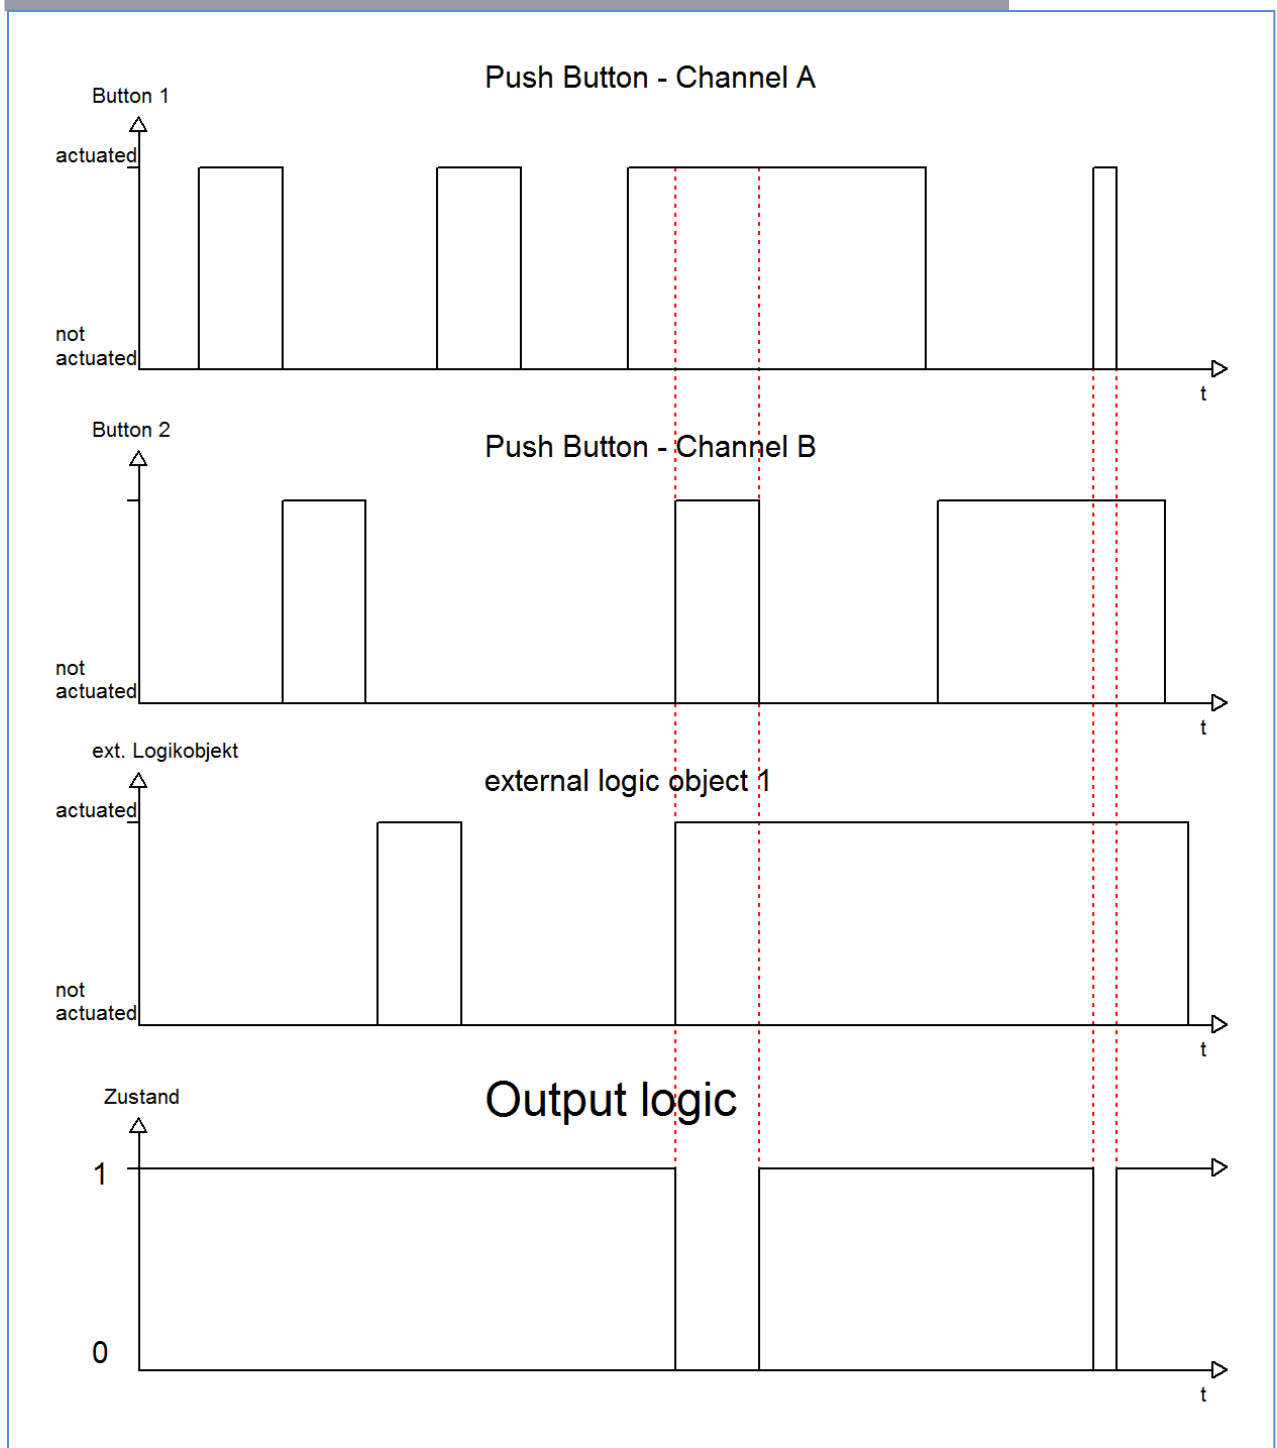 Push Button - Channel A
Button 1
actuated
not
actuated
t
Button 2
Push Button - Channel B
not
actuated
t
ext. Logikobjekt
external logic object 1
actuated
not
actuated
t
Output logic
Zustand
1
0
t